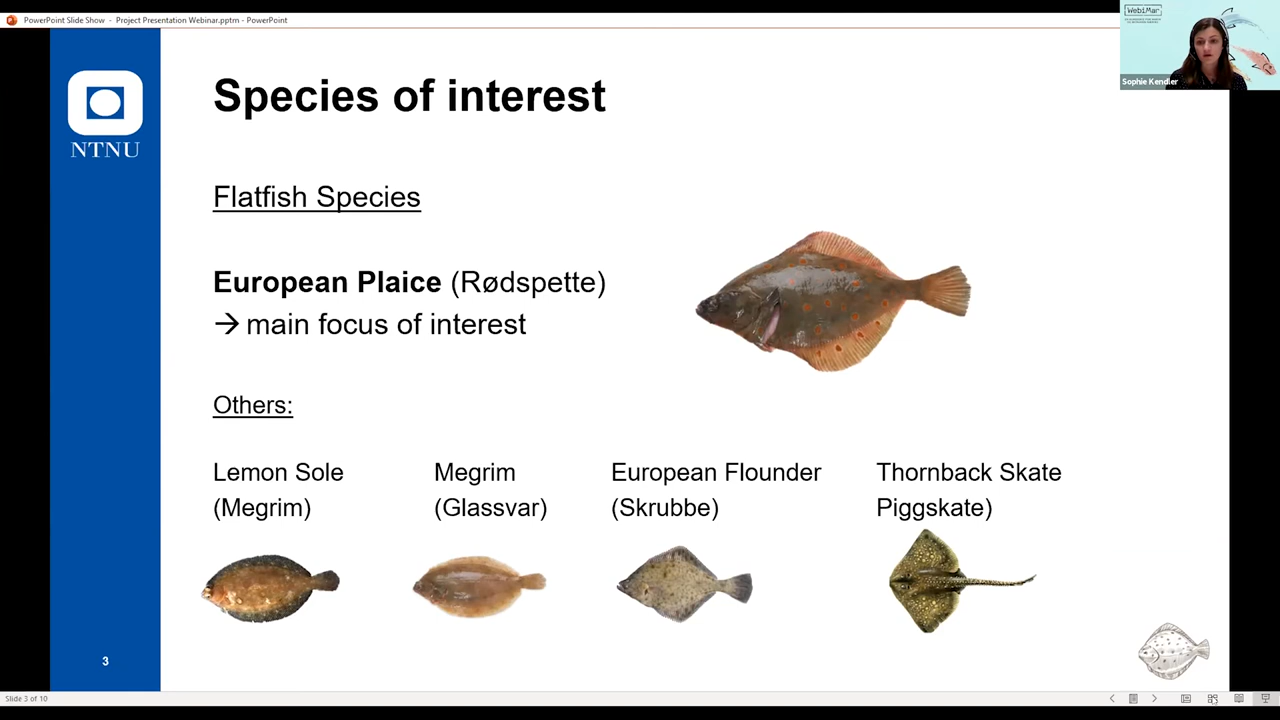 PowerPoint Slide Show - Project Presentation Webinar.pptm - PowerPoint
WebiMar
Sophie Kendler
NTNU
Species of interest
Flatfish Species
European Plaice (Rødspette)
→ main focus of interest
Others:
Lemon Sole
(Megrim)
Megrim
(Glassvar)
European Flounder
(Skrubbe)
Thornback Skate
Piggskate)
3
Slide 3 of 10